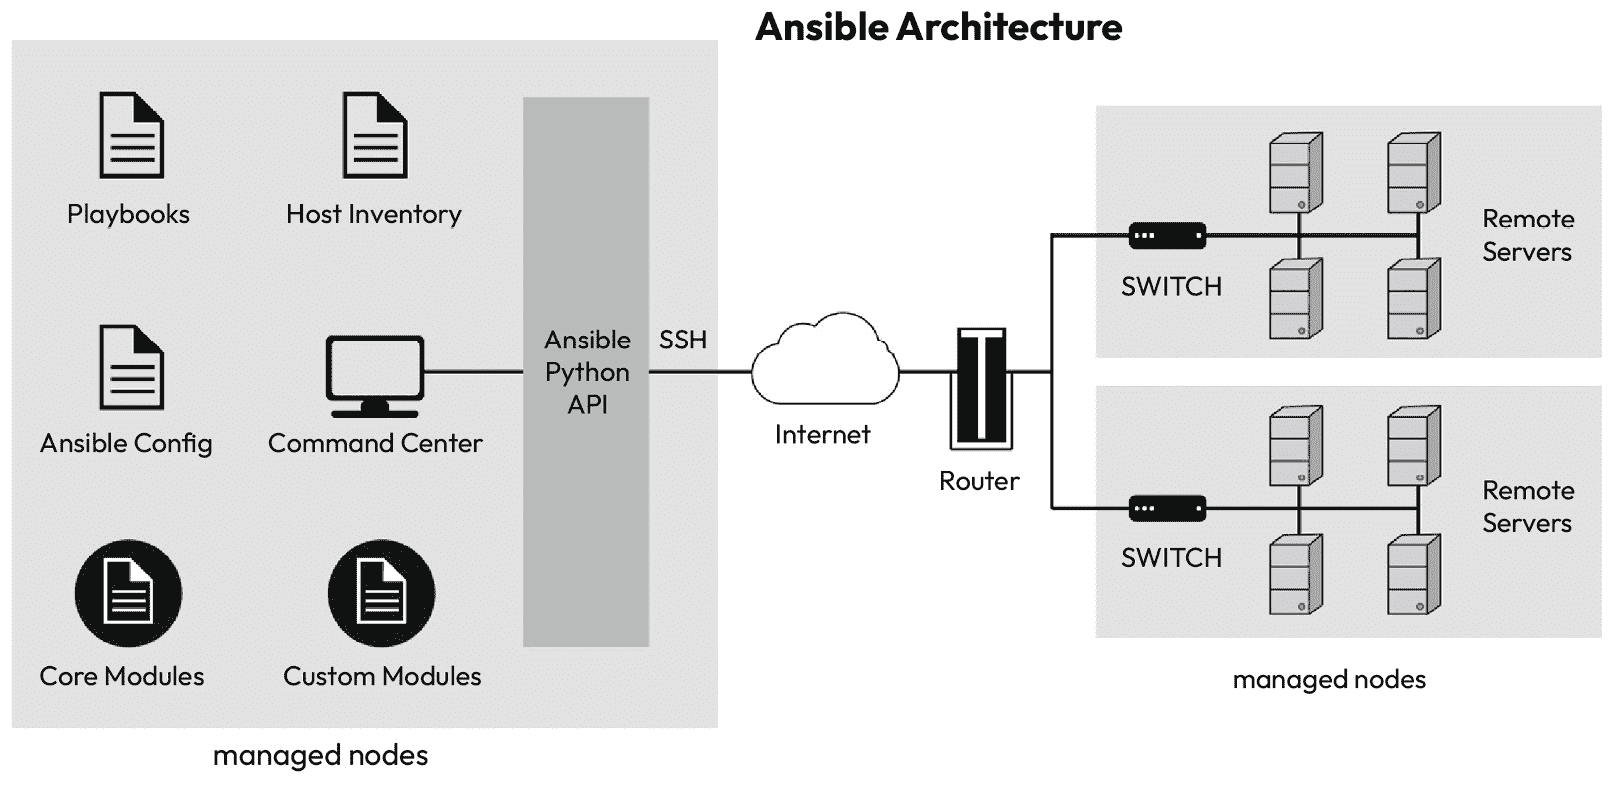 Ansible Architecture
Playbooks
Host Inventory
Ansible Config
Command Center
Core Modules
Custom Modules
Ansible
Python
API
managed nodes
SSH
Internet
Router
SWITCH
Remote
Servers
SWITCH
Remote
Servers
managed nodes